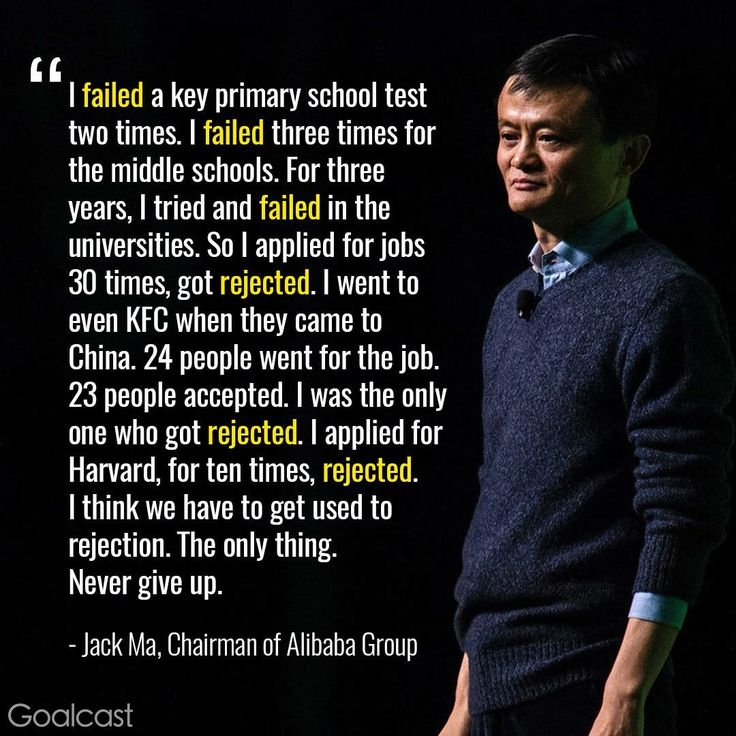 “
I failed a key primary school test
two times. I failed three times for
the middle schools. For three
years, I tried and failed in the
universities. So I applied for jobs
30 times, got rejected. I went to
even KFC when they came to
China. 24 people went for the job.
23 people accepted. I was the only
one who got rejected. I applied for
Harvard, for ten times, rejected.
I think we have to get used to
rejection. The only thing.
Never give up.
- Jack Ma, Chairman of Alibaba Group
Goalcast